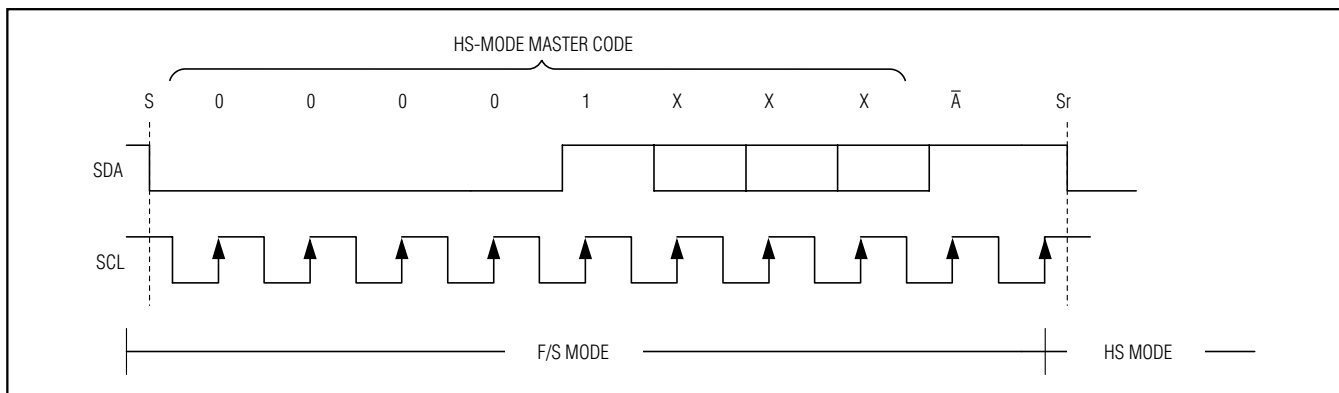 HS-MODE MASTER CODE
S 0 0 0 0 1 X X X A̅ Sr
SDA
SCL
F/S MODE HS MODE